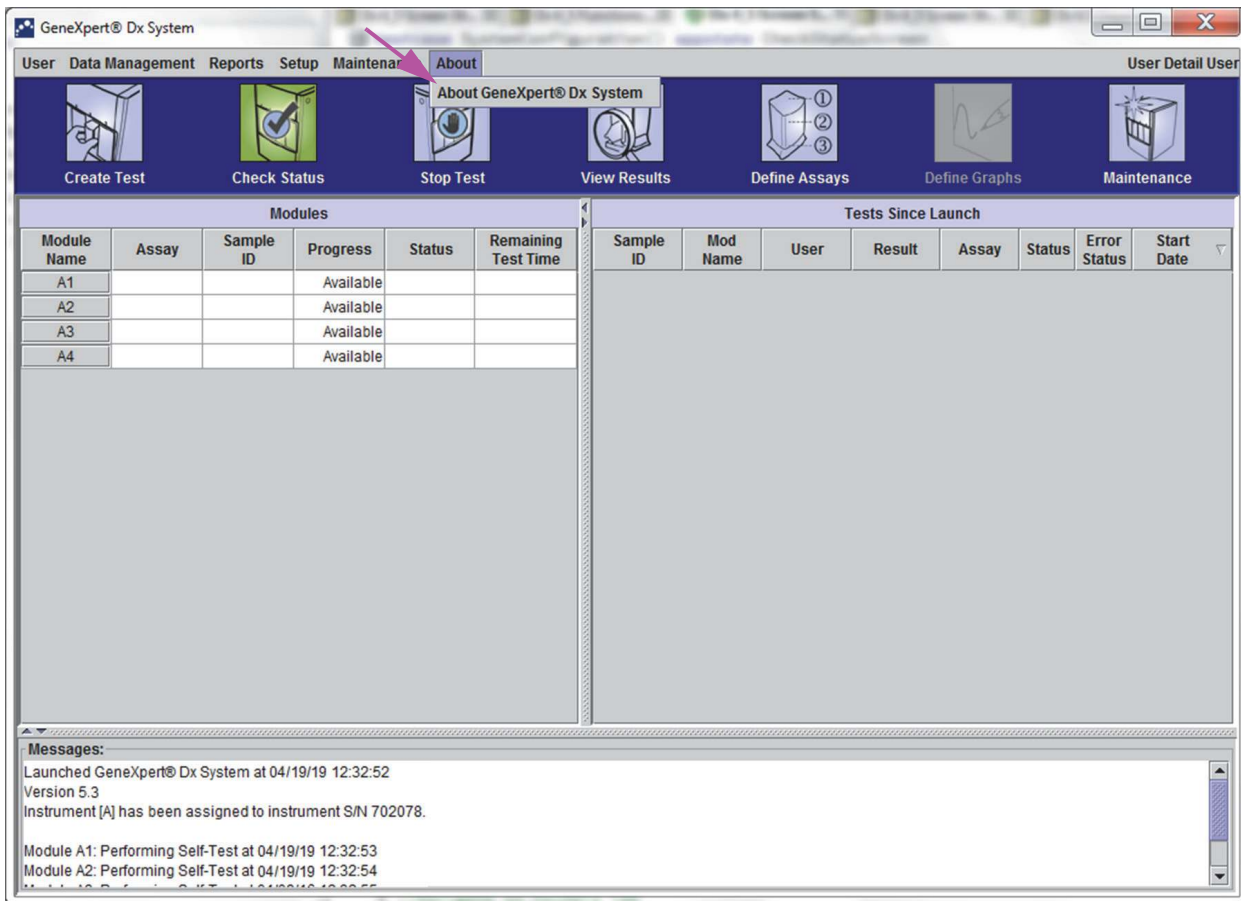 GeneXpert® Dx System
User Data Management Reports Setup Maintenan About User Detail User
About GeneXpert® Dx System
Create Test Check Status Stop Test View Results Define Assays Define Graphs Maintenance
① ② ③
Modules
Module Name Assay Sample ID Progress Status Remaining Test Time
A1 Available
A2 Available
A3 Available
A4 Available
Tests Since Launch
Sample ID Mod Name User Result Assay Status Error Status Start Date
Messages:
Launched GeneXpert® Dx System at 04/19/19 12:32:52
Version 5.3
Instrument [A] has been assigned to instrument S/N 702078.
Module A1: Performing Self-Test at 04/19/19 12:32:53
Module A2: Performing Self-Test at 04/19/19 12:32:54